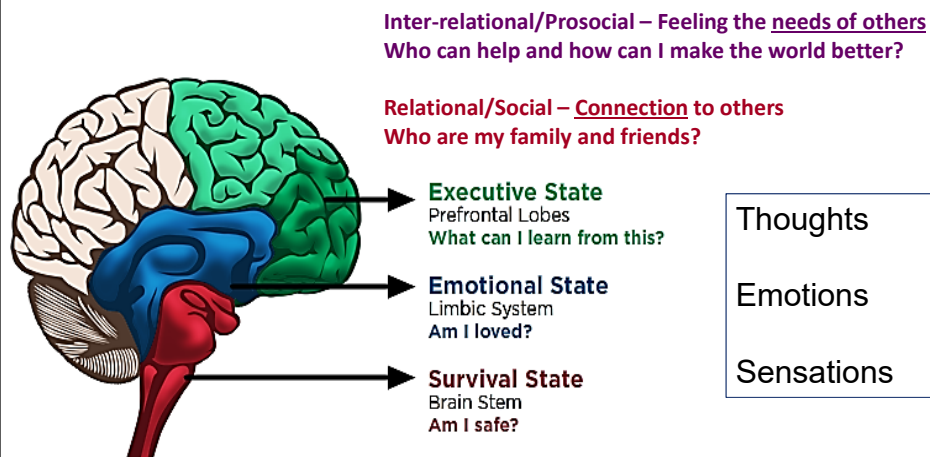 Inter-relational/Prosocial – Feeling the needs of others
Who can help and how can I make the world better?
Relational/Social – Connection to others
Who are my family and friends?
Executive State
Prefrontal Lobes
What can I learn from this?
Emotional State
Limbic System
Am I loved?
Survival State
Brain Stem
Am I safe?
Thoughts
Emotions
Sensations